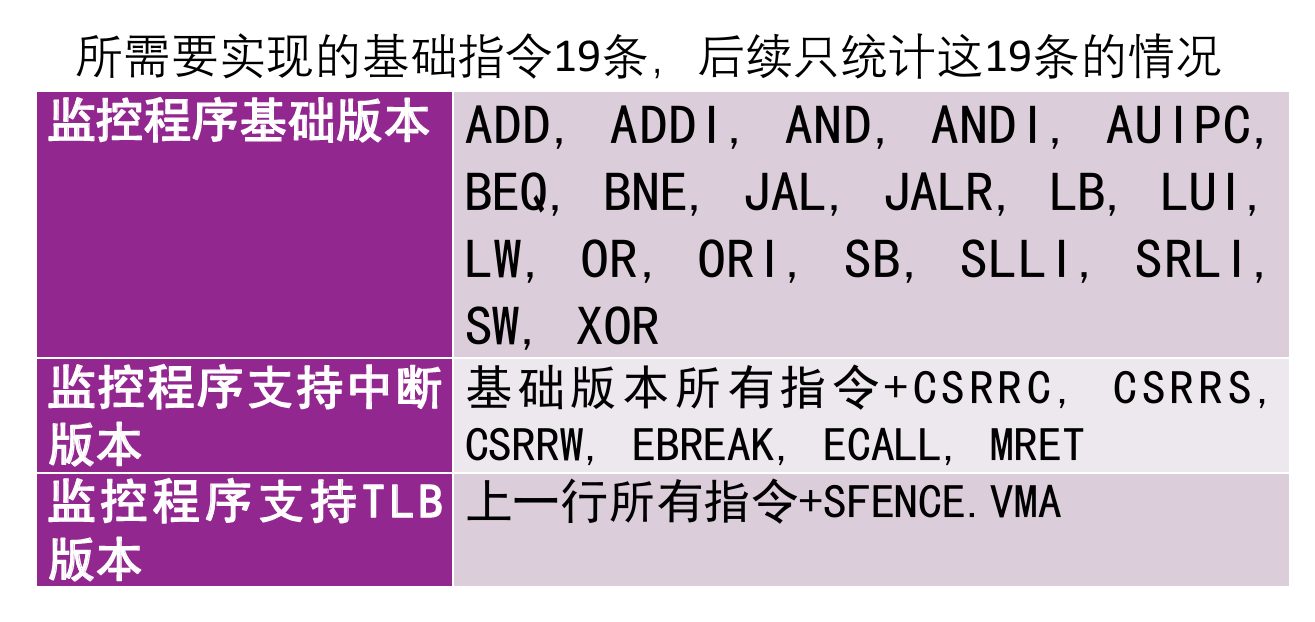 所需要实现的基础指令19条，后续只统计这19条的情况
监控程序基础版本
ADD, ADDI, AND, ANDI, AUIPC,
BEQ, BNE, JAL, JALR, LB, LUI,
LW, OR, ORI, SB, SLLI, SRLI,
SW, XOR
监控程序支持中断
版本
基础版本所有指令+CSRRC, CSRRS,
CSRRW, EBREAK, ECALL, MRET
监控程序支持TLB
版本
上一行所有指令+SFENCE.VMA